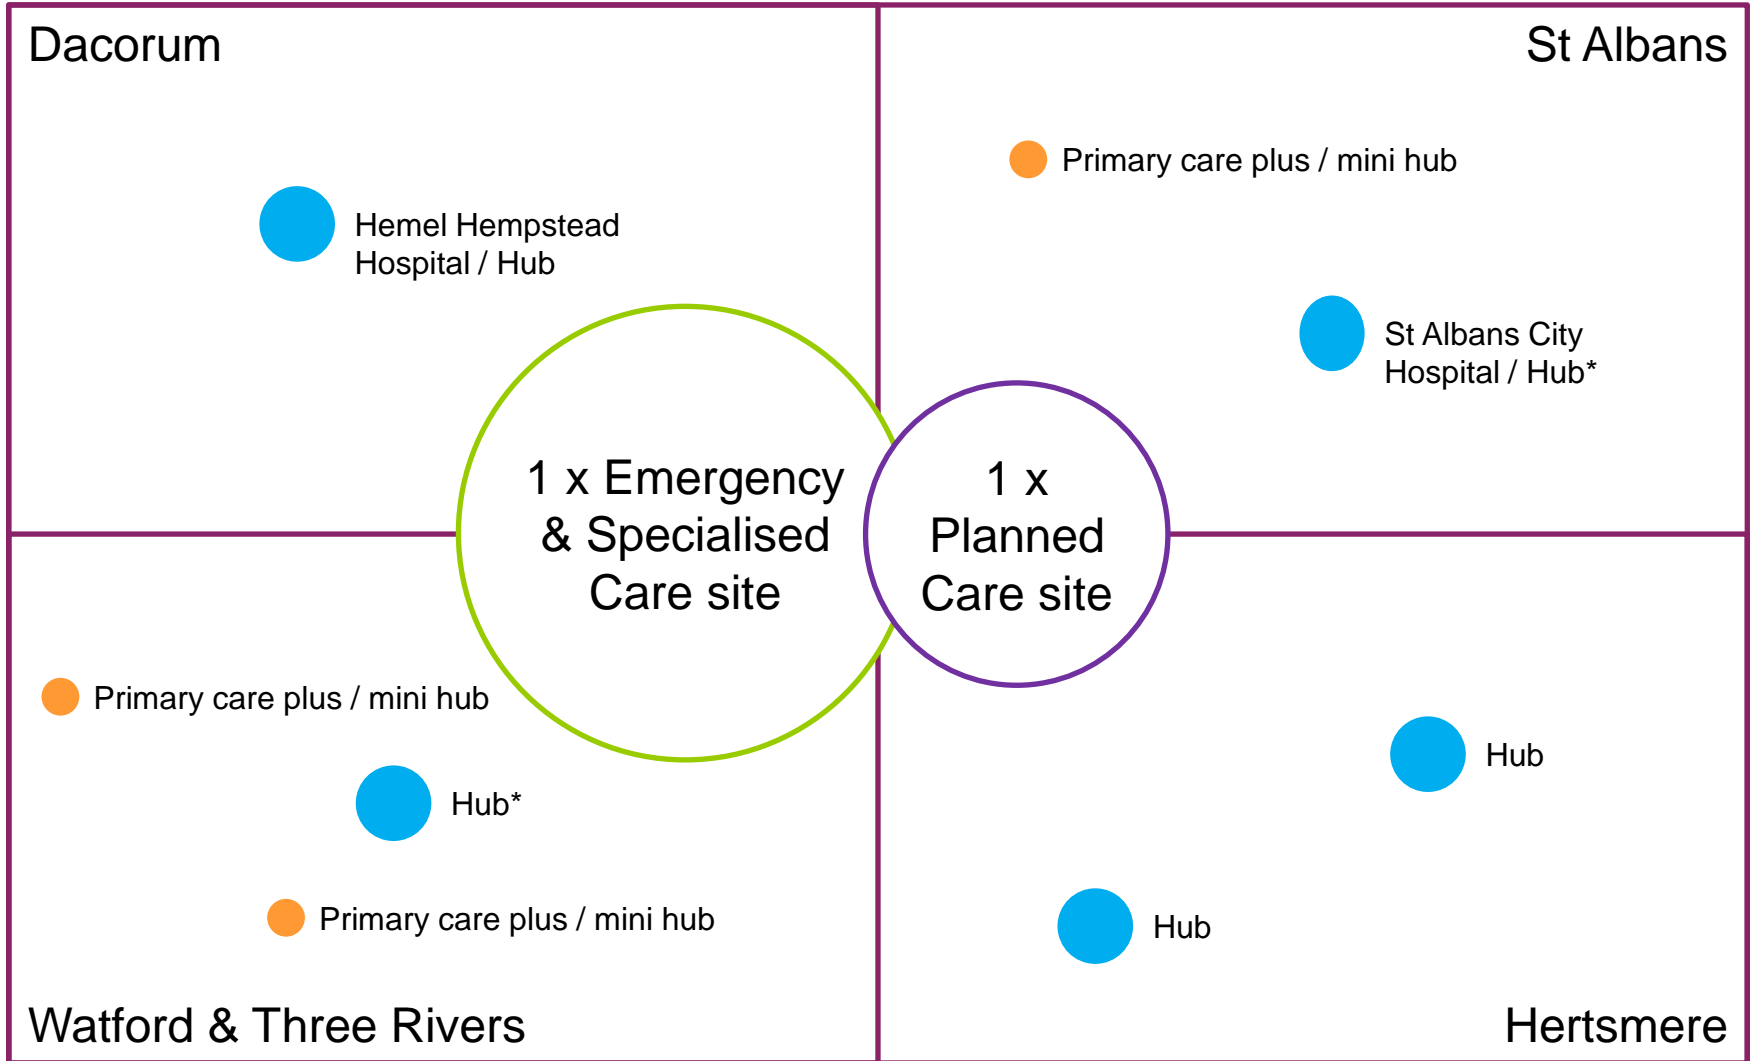 Dacorum
St Albans
Primary care plus / mini hub
Hemel Hempstead
Hospital / Hub
St Albans City
Hospital / Hub*
1 x Emergency
& Specialised
Care site
1 x
Planned
Care site
Primary care plus / mini hub
Hub*
Primary care plus / mini hub
Hub
Hub
Watford & Three Rivers
Hertsmere